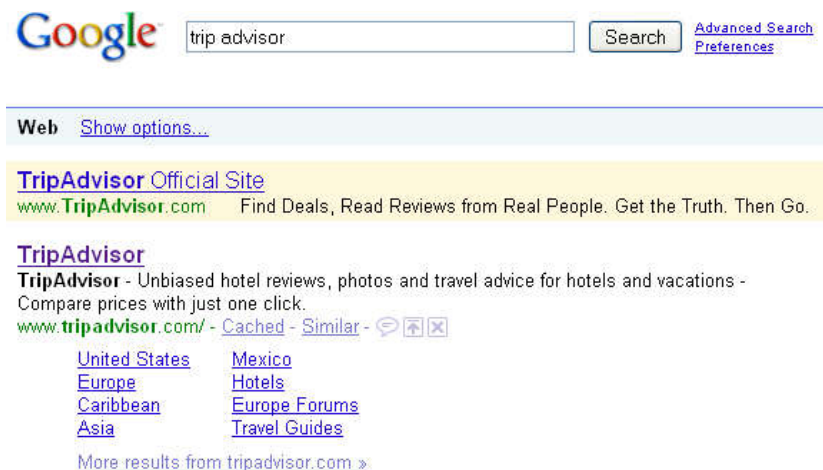 Google trip advisor Search Advanced Search
Preferences
Web Show options...
TripAdvisor Official Site
www.TripAdvisor.com Find Deals, Read Reviews from Real People. Get the Truth. Then Go.
TripAdvisor
TripAdvisor - Unbiased hotel reviews, photos and travel advice for hotels and vacations -
Compare prices with just one click.
www.tripadvisor.com/ - Cached - Similar -
United States Mexico
Europe Hotels
Caribbean Europe Forums
Asia Travel Guides
More results from tripadvisor.com »